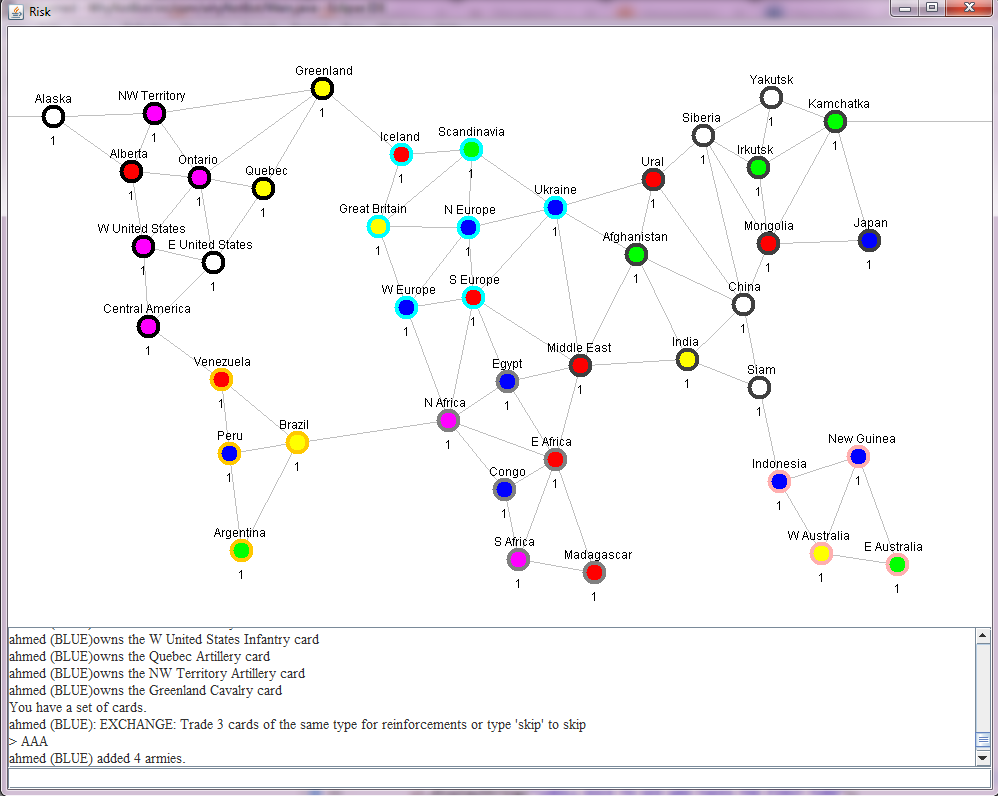 Risk
Greenland
Yakutsk
1
Alaska
NW Territory
Kamchatka
1
1
1
Siberia
1
Scandinavia
Iceland
1
1
Irkutsk
1
Alberta
Ontario
Quebec
Ural
1
1
1
1
1
1
Ukraine
Great Britain
N Europe
1
1
1
W United States
E United States
Afghanistan
Mongolia
Japan
1
1
1
1
1
W Europe
S Europe
China
1
1
1
Central America
1
Venezuela
Egypt
Middle East
India
Siam
1
1
1
1
1
N Africa
1
Peru
Brazil
E Africa
New Guinea
1
1
1
1
Congo
Indonesia
1
1
Argentina
S Africa
Madagascar
W Australia
E Australia
1
1
1
1
1
ahmed (BLUE)owns the W United States Infantry card
ahmed (BLUE)owns the Quebec Artillery card
ahmed (BLUE)owns the NW Territory Artillery card
ahmed (BLUE)owns the Greenland Cavalry card
You have a set of cards.
ahmed (BLUE): EXCHANGE: Trade 3 cards of the same type for reinforcements or type 'skip' to skip
> AAA
ahmed (BLUE) added 4 armies.